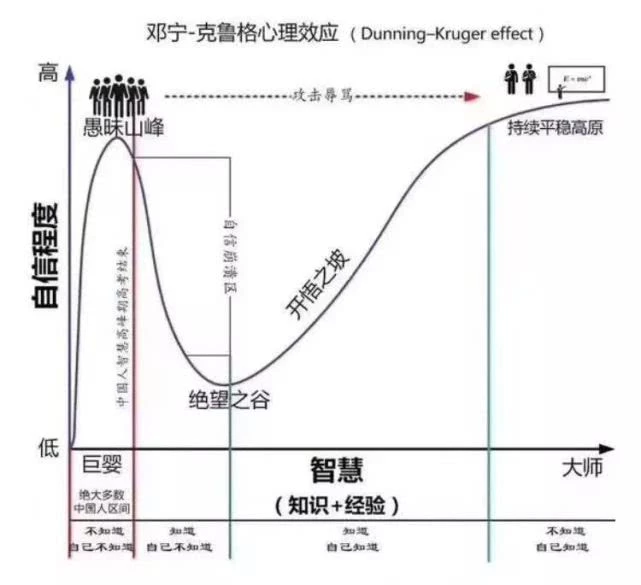 邓宁-克鲁格心理效应（Dunning–Kruger effect）
高
攻击辱骂
E = mc²
愚昧山峰
持续平稳高原
自信程度
自信崩溃区
中国人智慧高峰期高考结束
开悟之坡
绝望之谷
低
巨婴
智慧
大师
绝大多数
中国人区间
（知识+经验）
不知道
自己不知道
知道
自己不知道
知道
自己知道
不知道
自己知道